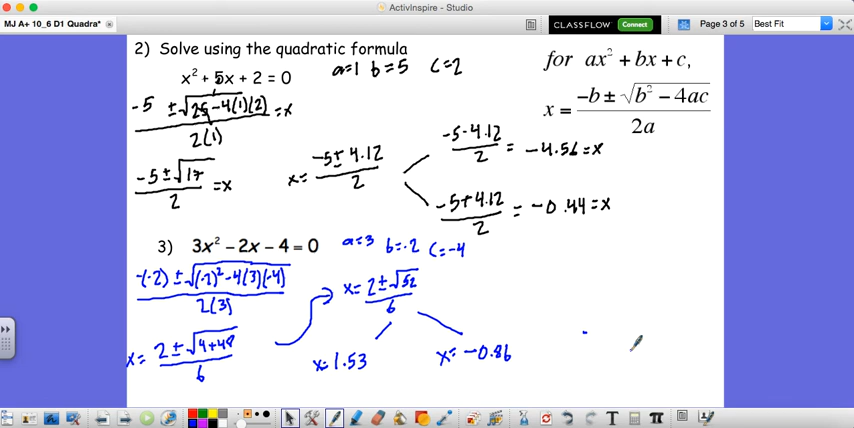 ActivInspire - Studio
MJ A+ 10_6 D1 Quadra*
CLASSFLOW Connect
Page 3 of 5
Best Fit
2) Solve using the quadratic formula
a=1 b=5 c=2
for ax² + bx + c,
x² + 5x + 2 = 0
x = (-b ± √(b² - 4ac)) / 2a
(-5 ± √(25 - 4(1)(2))) / 2(1) = x
(-5 ± √17) / 2 = x
x = (-5 ± 4.12) / 2
(-5 - 4.12) / 2 = -4.56 = x
(-5 + 4.12) / 2 = -0.44 = x
3) 3x² - 2x - 4 = 0
a=3 b=-2 c=-4
(-(-2) ± √((-2)² - 4(3)(-4))) / 2(3)
x = (2 ± √(4+48)) / 6
x = (2 ± √52) / 6
x = 1.53
x = -0.86